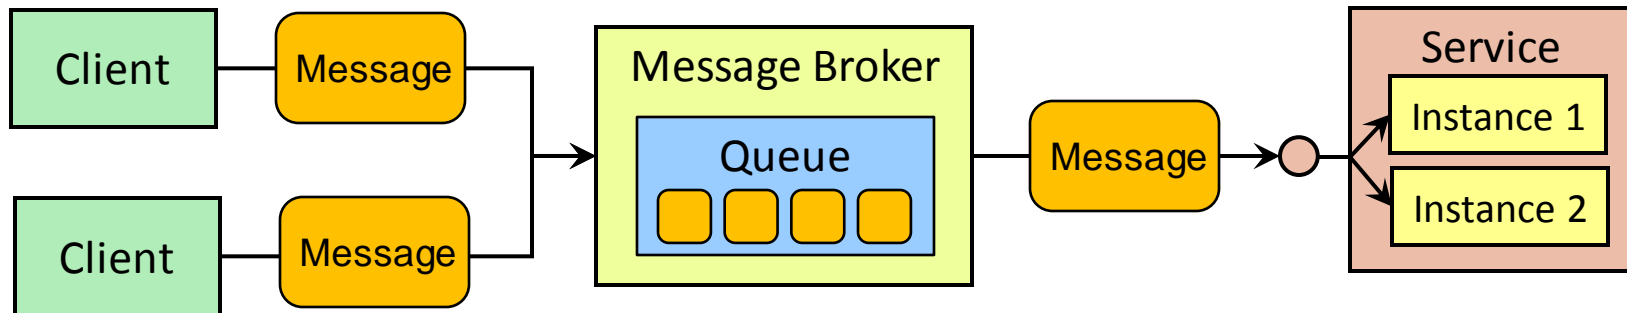 Client
Message
Client
Message
Message Broker
Queue
Message
Service
Instance 1
Instance 2